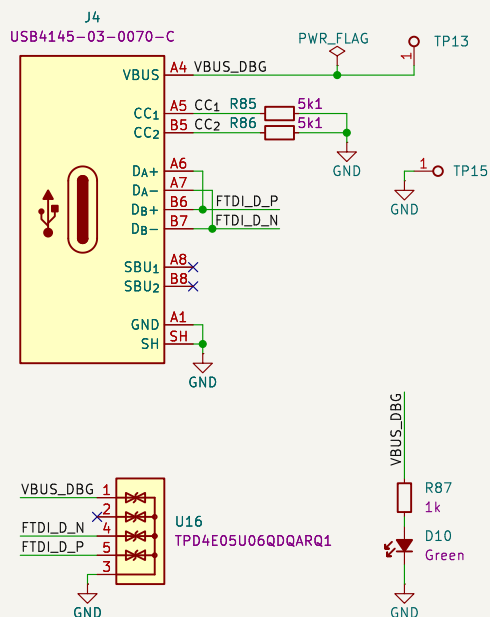 J4
USB4145-03-0070-C
PWR_FLAG
TP13
1
VBUS A4 VBUS_DBG
CC1 A5 CC1 R85 5k1
CC2 B5 CC2 R86 5k1
GND
1 TP15
GND
DA+ A6
DA- A7
DB+ B6 FTDI_D_P
DB- B7 FTDI_D_N
SBU1 A8
SBU2 B8
GND A1
SH SH
GND
VBUS_DBG
R87
1k
D10
Green
GND
VBUS_DBG 1
2
FTDI_D_N 4
FTDI_D_P 5
3
U16
TPD4E05U06QDQARQ1
GND